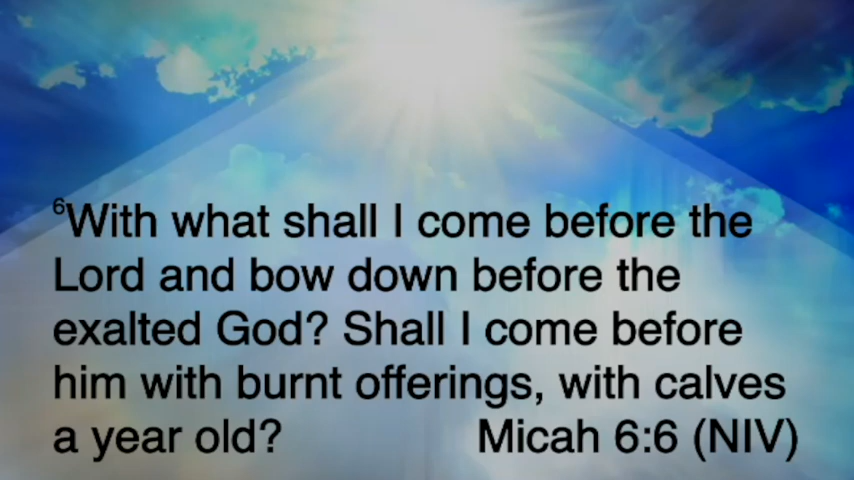 ⁶With what shall I come before the
Lord and bow down before the
exalted God? Shall I come before
him with burnt offerings, with calves
a year old? Micah 6:6 (NIV)